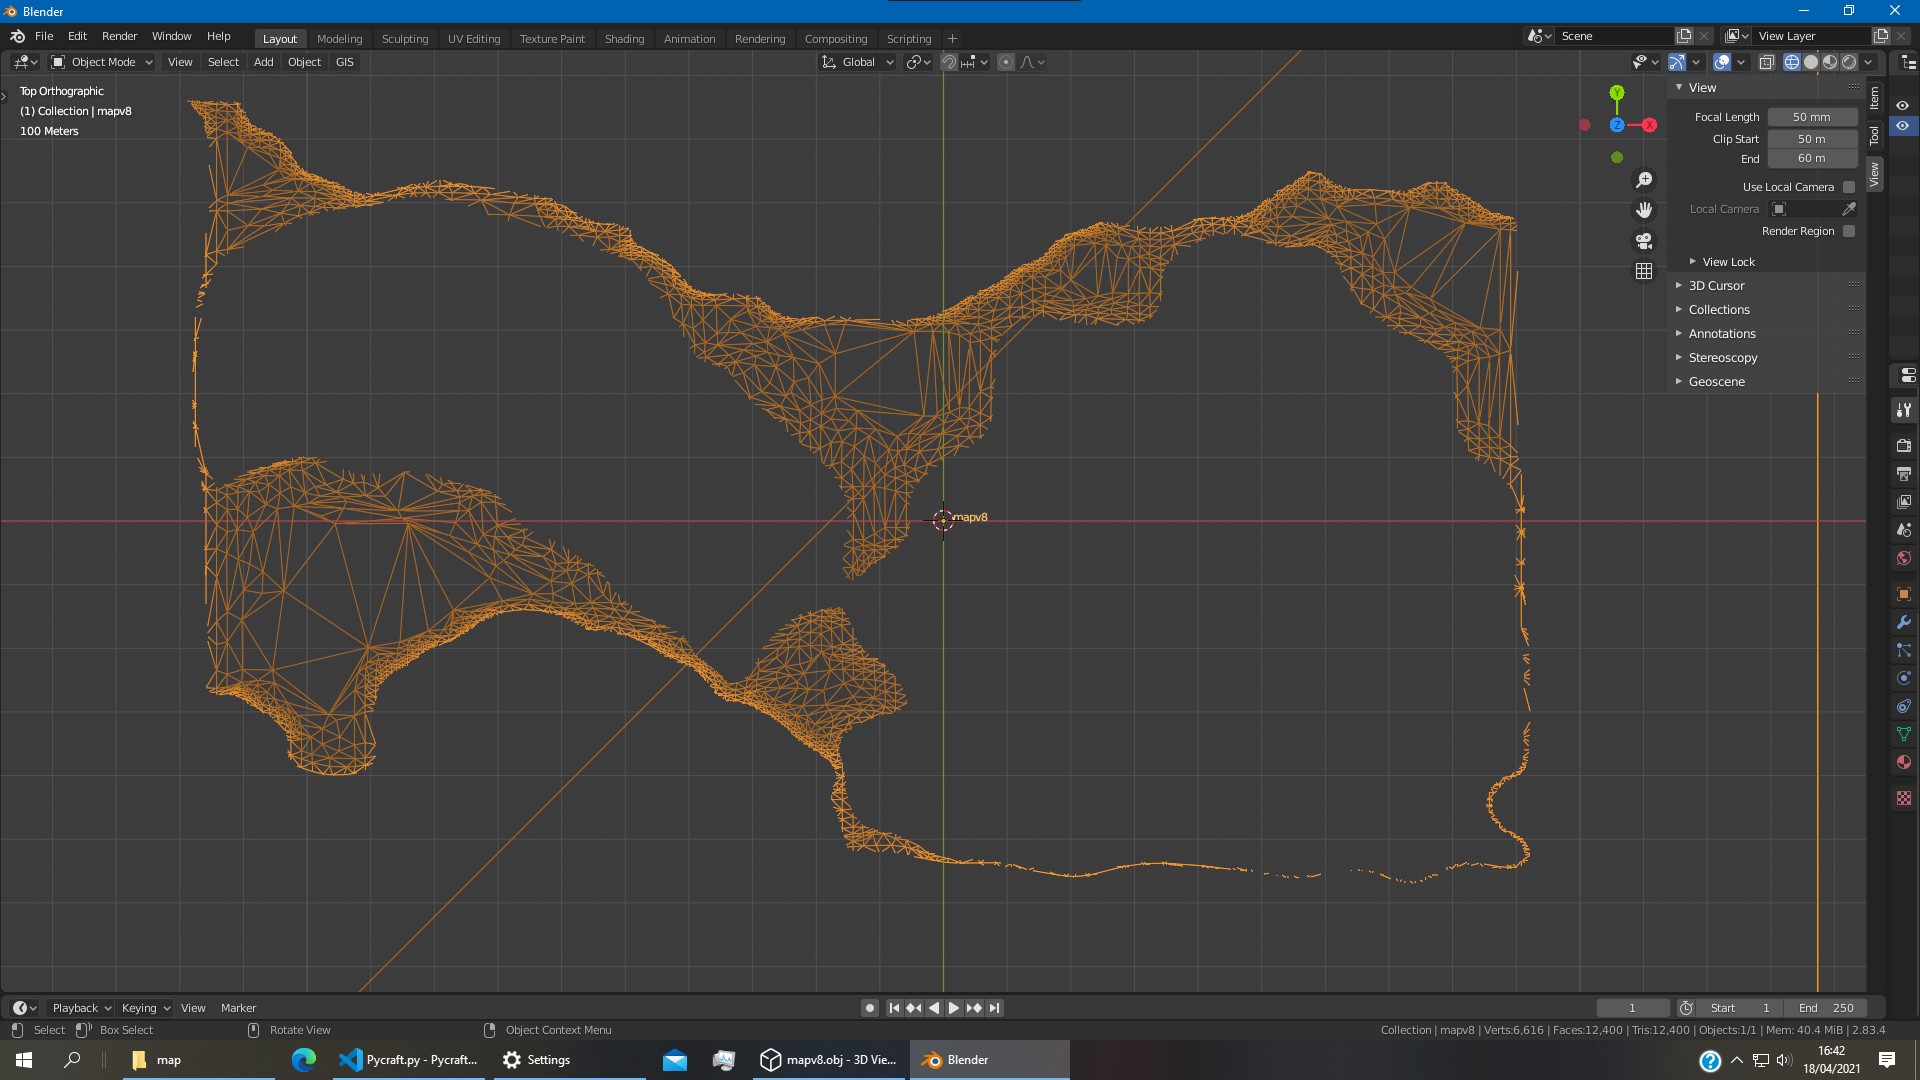 Blender
File Edit Render Window Help Layout Modeling Sculpting UV Editing Texture Paint Shading Animation Rendering Compositing Scripting + Scene View Layer
Object Mode View Select Add Object GIS Global
Top Orthographic
(1) Collection | mapv8
100 Meters
Y
Z
X
View
Focal Length 50 mm
Clip Start 50 m
End 60 m
Use Local Camera
Local Camera
Render Region
View Lock
3D Cursor
Collections
Annotations
Stereoscopy
Geoscene
Item
Tool
View
mapv8
Playback Keying View Marker 1 Start 1 End 250
Select Box Select Rotate View Object Context Menu Collection | mapv8 | Verts:6,616 | Faces:12,400 | Tris:12,400 | Objects:1/1 | Mem: 40.4 MiB | 2.83.4
map Pycraft.py - Pycraft... Settings mapv8.obj - 3D Vie... Blender
16:42
18/04/2021